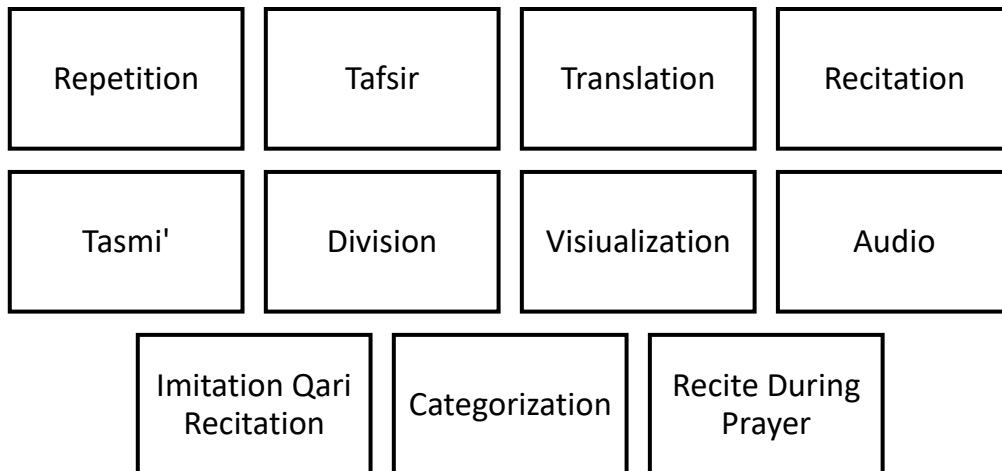 Repetition
Tafsir
Translation
Recitation
Tasmi'
Division
Visiualization
Audio
Imitation Qari
Recitation
Categorization
Recite During
Prayer